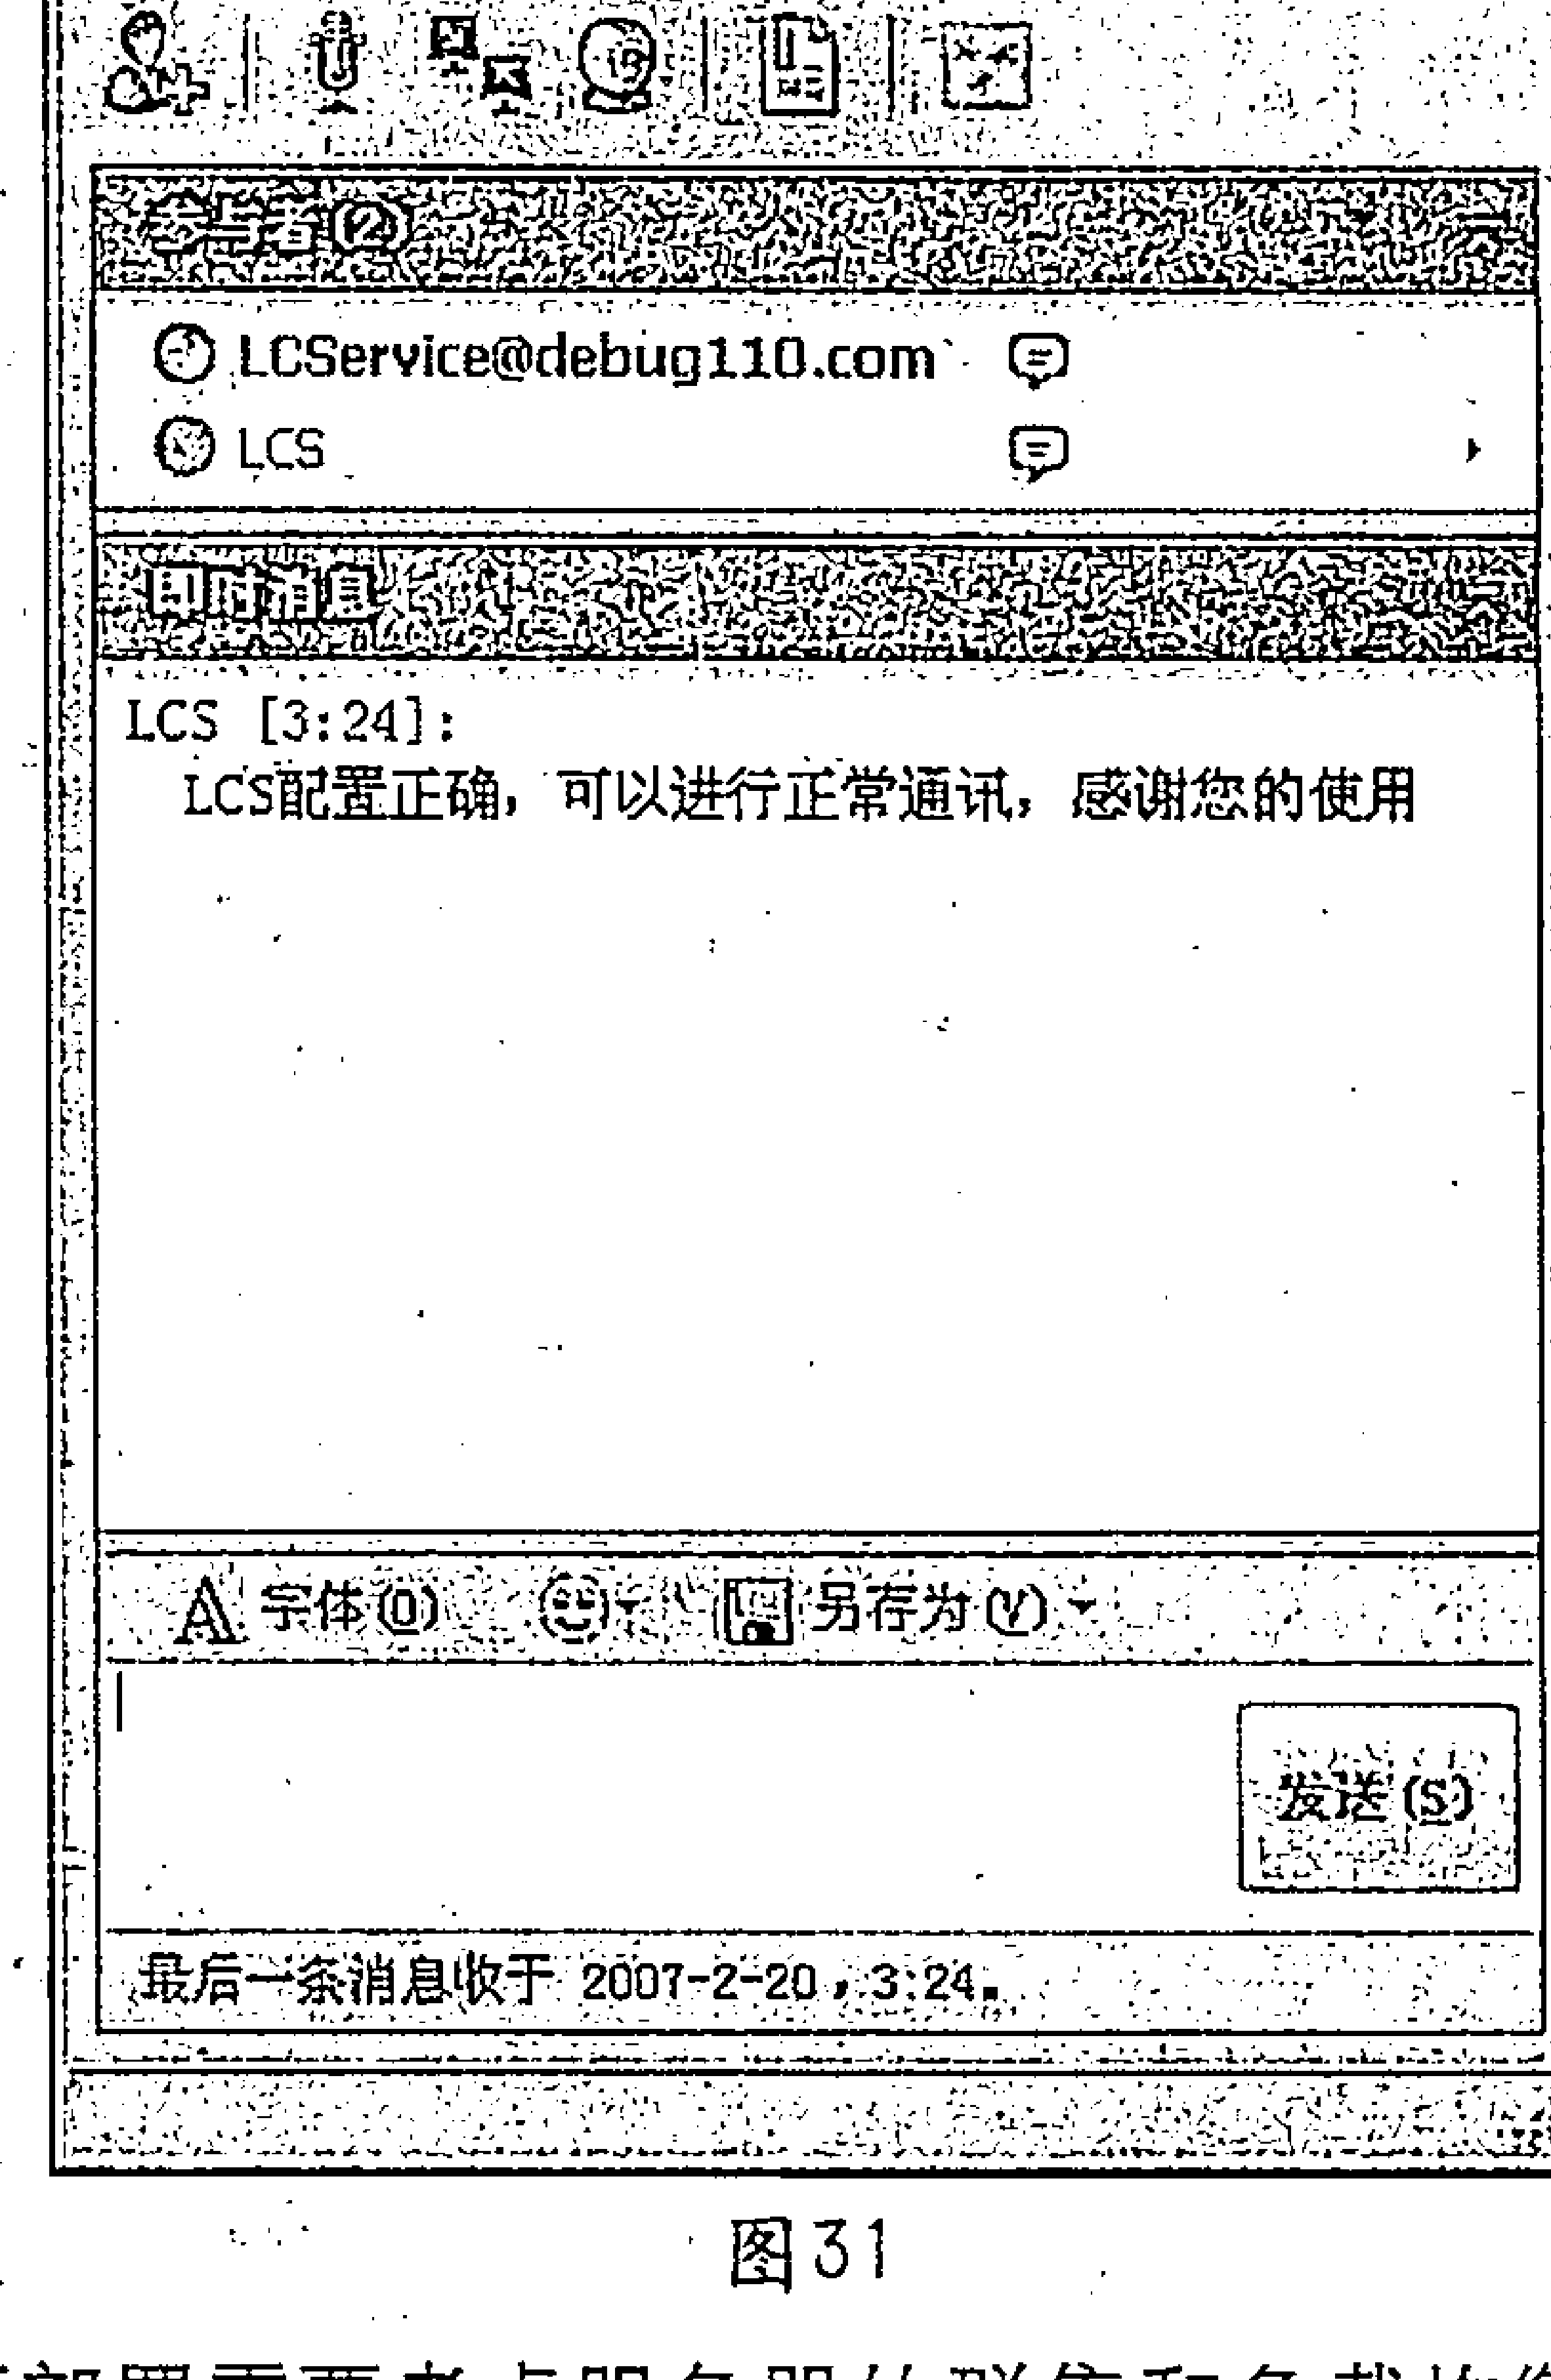 参与者(2)
LCService@debug110.com
LCS
即时消息
LCS [3:24]:
LCS配置正确，可以进行正常通讯，感谢您的使用
字体(O) 另存为(V)
发送(S)
最后一条消息收于 2007-2-20，3:24。
图31